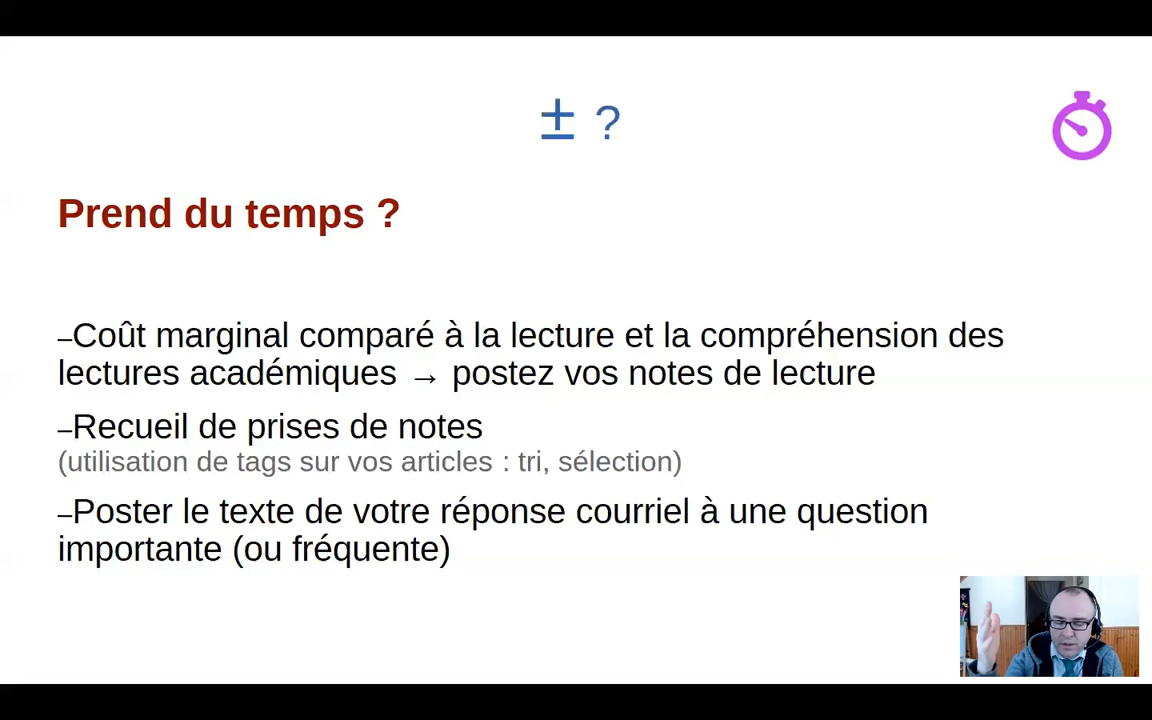 ± ?
Prend du temps ?
–Coût marginal comparé à la lecture et la compréhension des
lectures académiques → postez vos notes de lecture
–Recueil de prises de notes
(utilisation de tags sur vos articles : tri, sélection)
–Poster le texte de votre réponse courriel à une question
importante (ou fréquente)